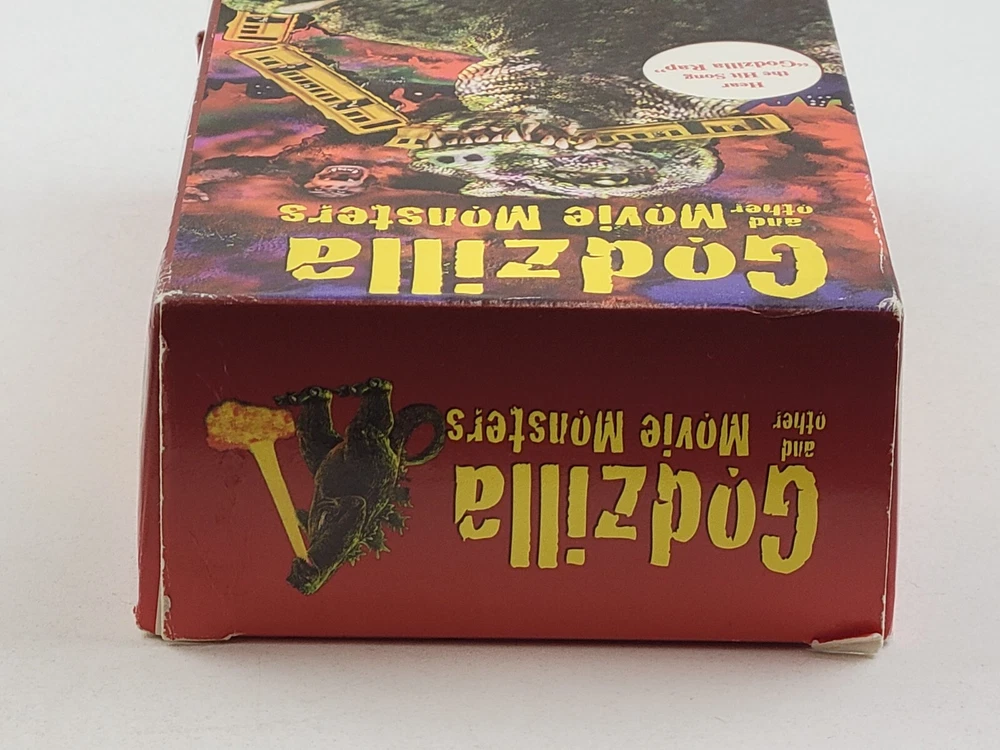 Godzilla
and
other Movie Monsters
Hear
the Hit Song
"Godzilla Rap"
Godzilla
and
other Movie Monsters